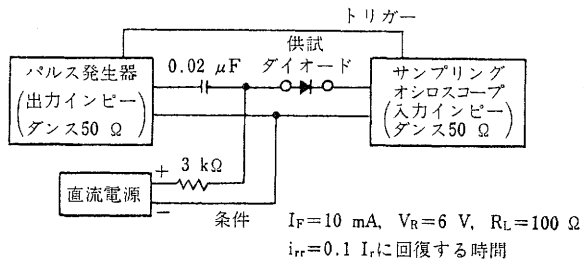 トリガー
パルス発生器
(出力インピー
ダンス50 Ω)
0.02 μF
供試
ダイオード
サンプリング
オシロスコープ
(入力インピー
ダンス50 Ω)
3 kΩ
+
直流電源
−
条件
I_F=10 mA, V_R=6 V, R_L=100 Ω
i_rr=0.1 I_rに回復する時間